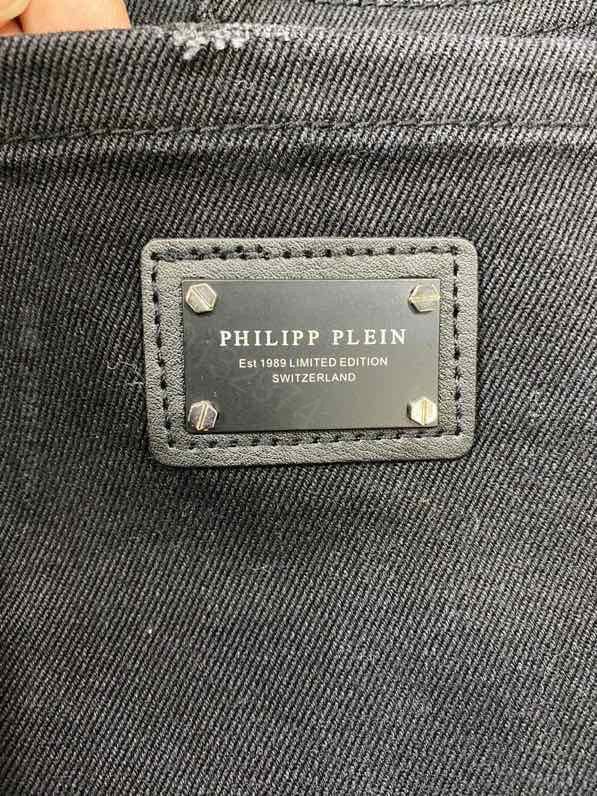 PHILIPP PLEIN
Est 1989 LIMITED EDITION
SWITZERLAND